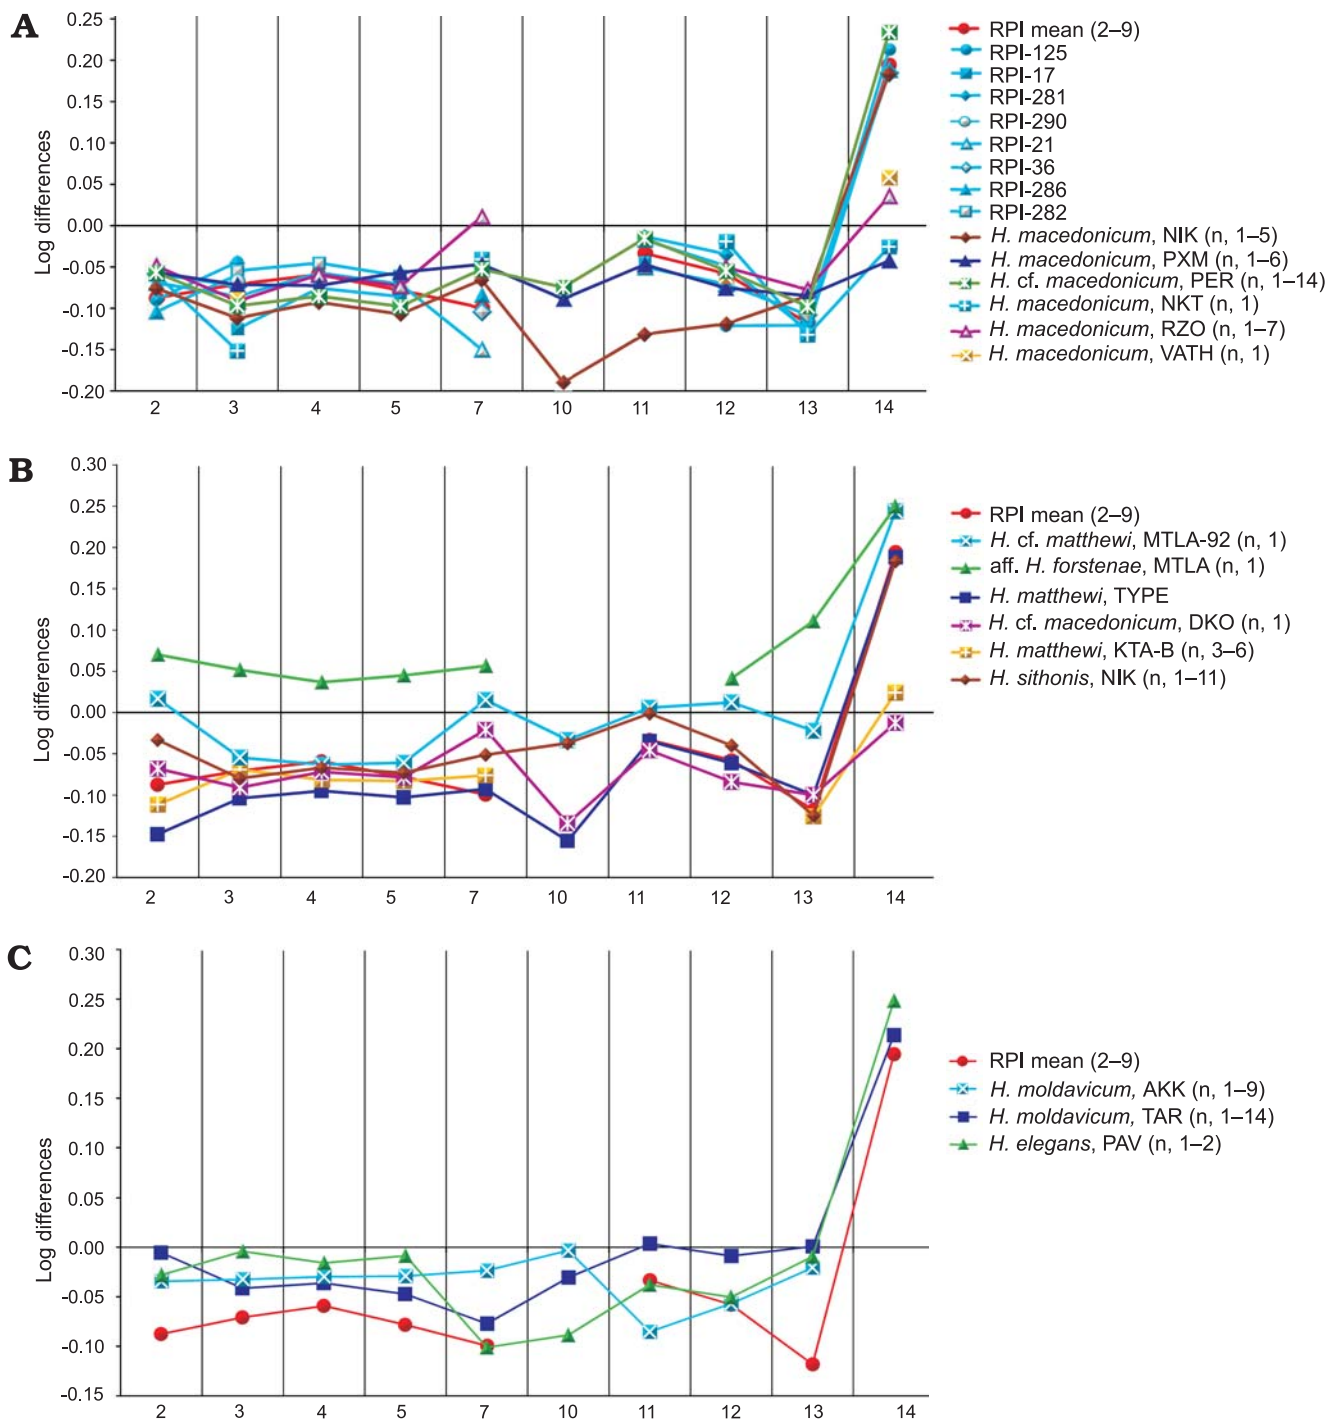 A
Log differences
0.25
0.20
0.15
0.10
0.05
0.00
-0.05
-0.10
-0.15
-0.20
2 3 4 5 7 10 11 12 13 14
RPI mean (2–9)
RPI-125
RPI-17
RPI-281
RPI-290
RPI-21
RPI-36
RPI-286
RPI-282
H. macedonicum, NIK (n, 1–5)
H. macedonicum, PXM (n, 1–6)
H. cf. macedonicum, PER (n, 1–14)
H. macedonicum, NKT (n, 1)
H. macedonicum, RZO (n, 1–7)
H. macedonicum, VATH (n, 1)
B
Log differences
0.30
0.25
0.20
0.15
0.10
0.05
0.00
-0.05
-0.10
-0.15
-0.20
2 3 4 5 7 10 11 12 13 14
RPI mean (2–9)
H. cf. matthewi, MTLA-92 (n, 1)
aff. H. forstenae, MTLA (n, 1)
H. matthewi, TYPE
H. cf. macedonicum, DKO (n, 1)
H. matthewi, KTA-B (n, 3–6)
H. sithonis, NIK (n, 1–11)
C
Log differences
0.30
0.25
0.20
0.15
0.10
0.05
0.00
-0.05
-0.10
-0.15
2 3 4 5 7 10 11 12 13 14
RPI mean (2–9)
H. moldavicum, AKK (n, 1–9)
H. moldavicum, TAR (n, 1–14)
H. elegans, PAV (n, 1–2)